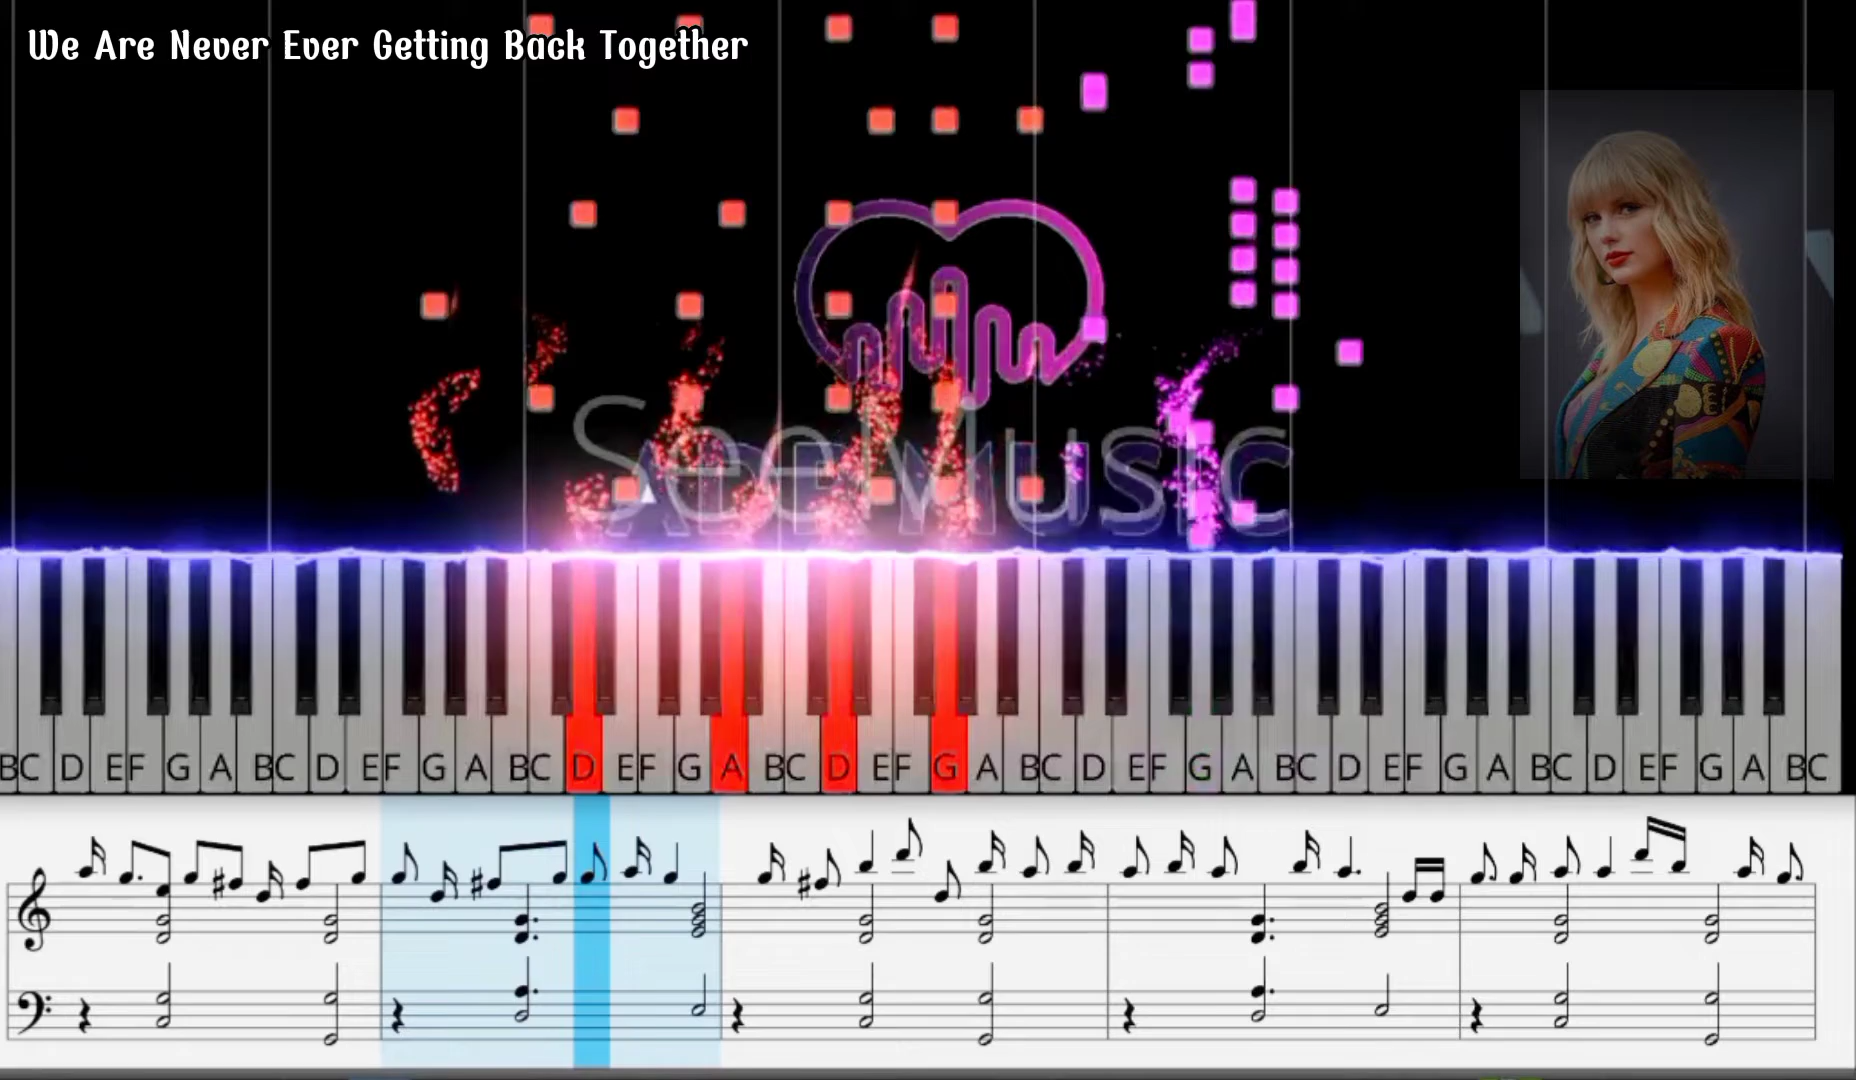 We Are Never Ever Getting Back Together
SeeMusic
BC D EF G A BC D EF G A BC D EF G A BC D EF G A BC D EF G A BC D EF G A BC D EF G A BC